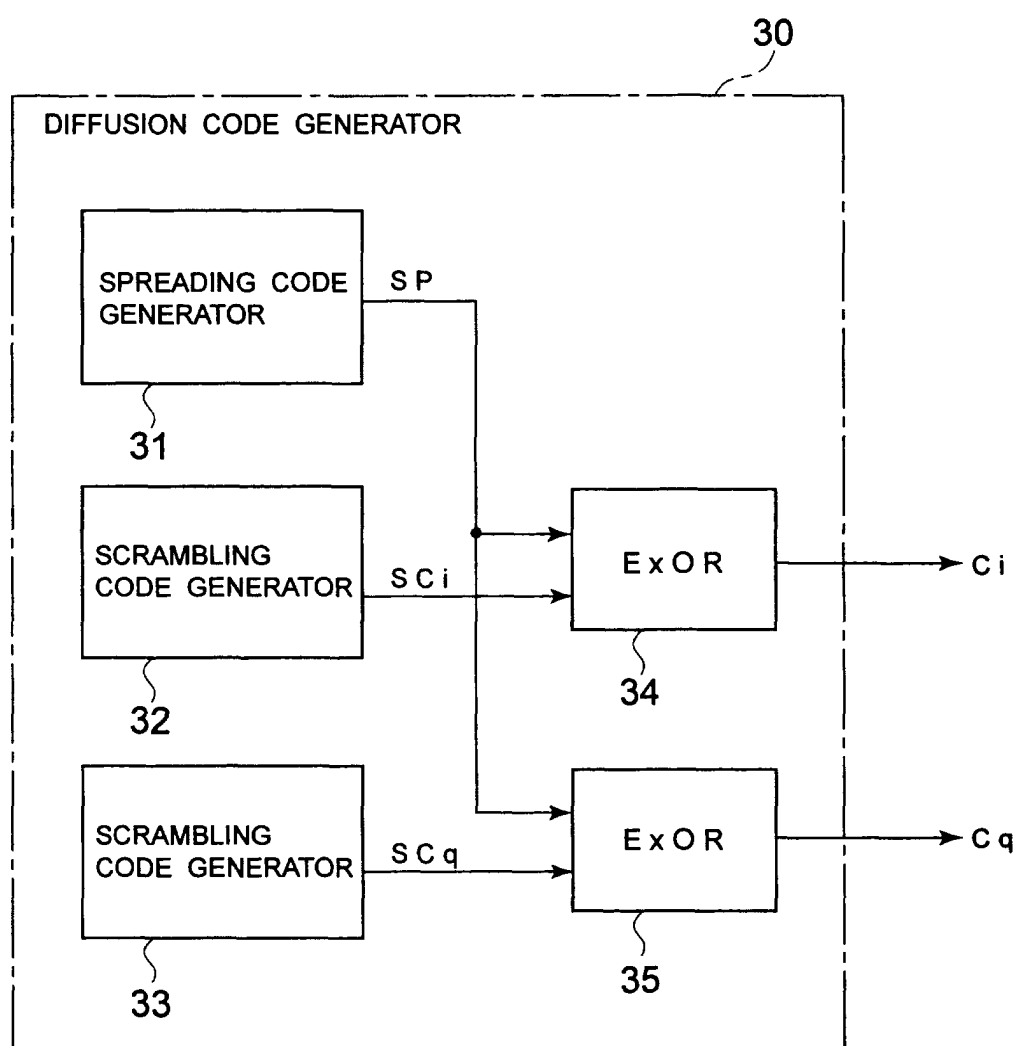 30
DIFFUSION CODE GENERATOR
SPREADING CODE
GENERATOR
SP
31
SCRAMBLING
CODE GENERATOR
SCi
32
ExOR
Ci
34
SCRAMBLING
CODE GENERATOR
SCq
33
ExOR
Cq
35